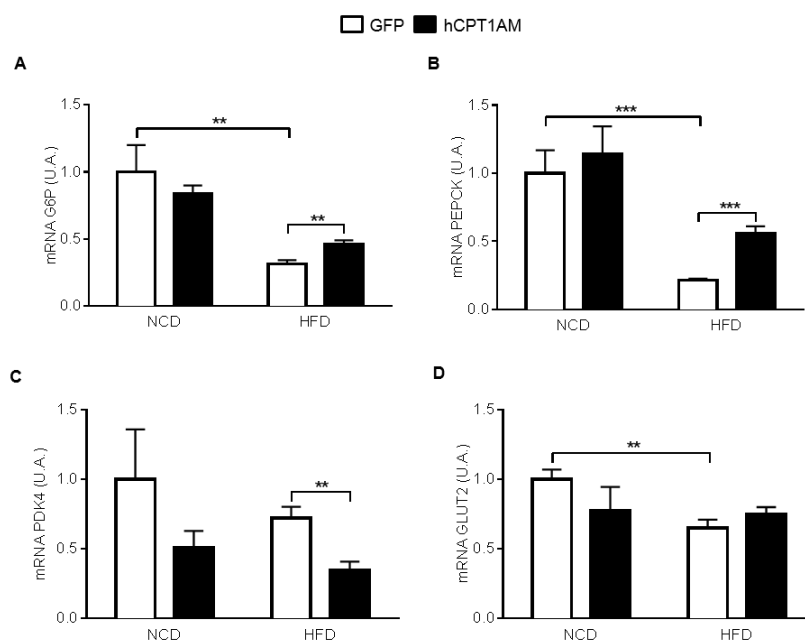 GFP hCPT1AM
A
mRNA G6P (U.A.)
1.5
1.0
0.5
0.0
**
**
NCD HFD
B
mRNA PEPCK (U.A.)
1.5
1.0
0.5
0.0
***
***
NCD HFD
C
mRNA PDK4 (U.A.)
1.5
1.0
0.5
0.0
**
NCD HFD
D
mRNA GLUT2 (U.A.)
1.5
1.0
0.5
0.0
**
NCD HFD